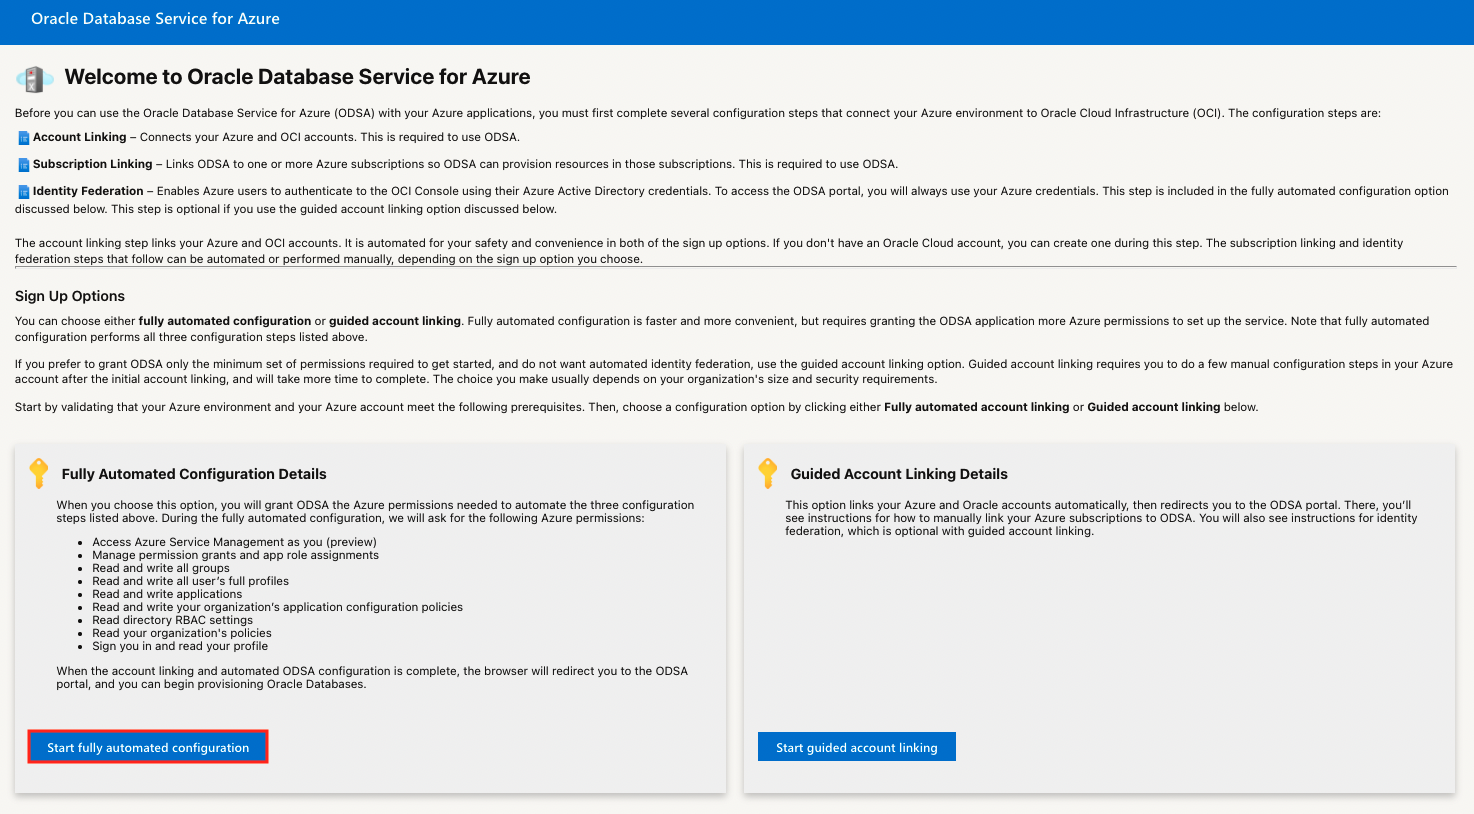 Oracle Database Service for Azure
Welcome to Oracle Database Service for Azure
Before you can use the Oracle Database Service for Azure (ODSA) with your Azure applications, you must first complete several configuration steps that connect your Azure environment to Oracle Cloud Infrastructure (OCI). The configuration steps are:
Account Linking – Connects your Azure and OCI accounts. This is required to use ODSA.
Subscription Linking – Links ODSA to one or more Azure subscriptions so ODSA can provision resources in those subscriptions. This is required to use ODSA.
Identity Federation – Enables Azure users to authenticate to the OCI Console using their Azure Active Directory credentials. To access the ODSA portal, you will always use your Azure credentials. This step is included in the fully automated configuration option
discussed below. This step is optional if you use the guided account linking option discussed below.
The account linking step links your Azure and OCI accounts. It is automated for your safety and convenience in both of the sign up options. If you don't have an Oracle Cloud account, you can create one during this step. The subscription linking and identity
federation steps that follow can be automated or performed manually, depending on the sign up option you choose.
Sign Up Options
You can choose either fully automated configuration or guided account linking. Fully automated configuration is faster and more convenient, but requires granting the ODSA application more Azure permissions to set up the service. Note that fully automated
configuration performs all three configuration steps listed above.
If you prefer to grant ODSA only the minimum set of permissions required to get started, and do not want automated identity federation, use the guided account linking option. Guided account linking requires you to do a few manual configuration steps in your Azure
account after the initial account linking, and will take more time to complete. The choice you make usually depends on your organization's size and security requirements.
Start by validating that your Azure environment and your Azure account meet the following prerequisites. Then, choose a configuration option by clicking either Fully automated account linking or Guided account linking below.
Fully Automated Configuration Details
When you choose this option, you will grant ODSA the Azure permissions needed to automate the three configuration
steps listed above. During the fully automated configuration, we will ask for the following Azure permissions:
• Access Azure Service Management as you (preview)
• Manage permission grants and app role assignments
• Read and write all groups
• Read and write all user's full profiles
• Read and write applications
• Read and write your organization's application configuration policies
• Read directory RBAC settings
• Read your organization's policies
• Sign you in and read your profile
When the account linking and automated ODSA configuration is complete, the browser will redirect you to the ODSA
portal, and you can begin provisioning Oracle Databases.
Start fully automated configuration
Guided Account Linking Details
This option links your Azure and Oracle accounts automatically, then redirects you to the ODSA portal. There, you'll
see instructions for how to manually link your Azure subscriptions to ODSA. You will also see instructions for identity
federation, which is optional with guided account linking.
Start guided account linking